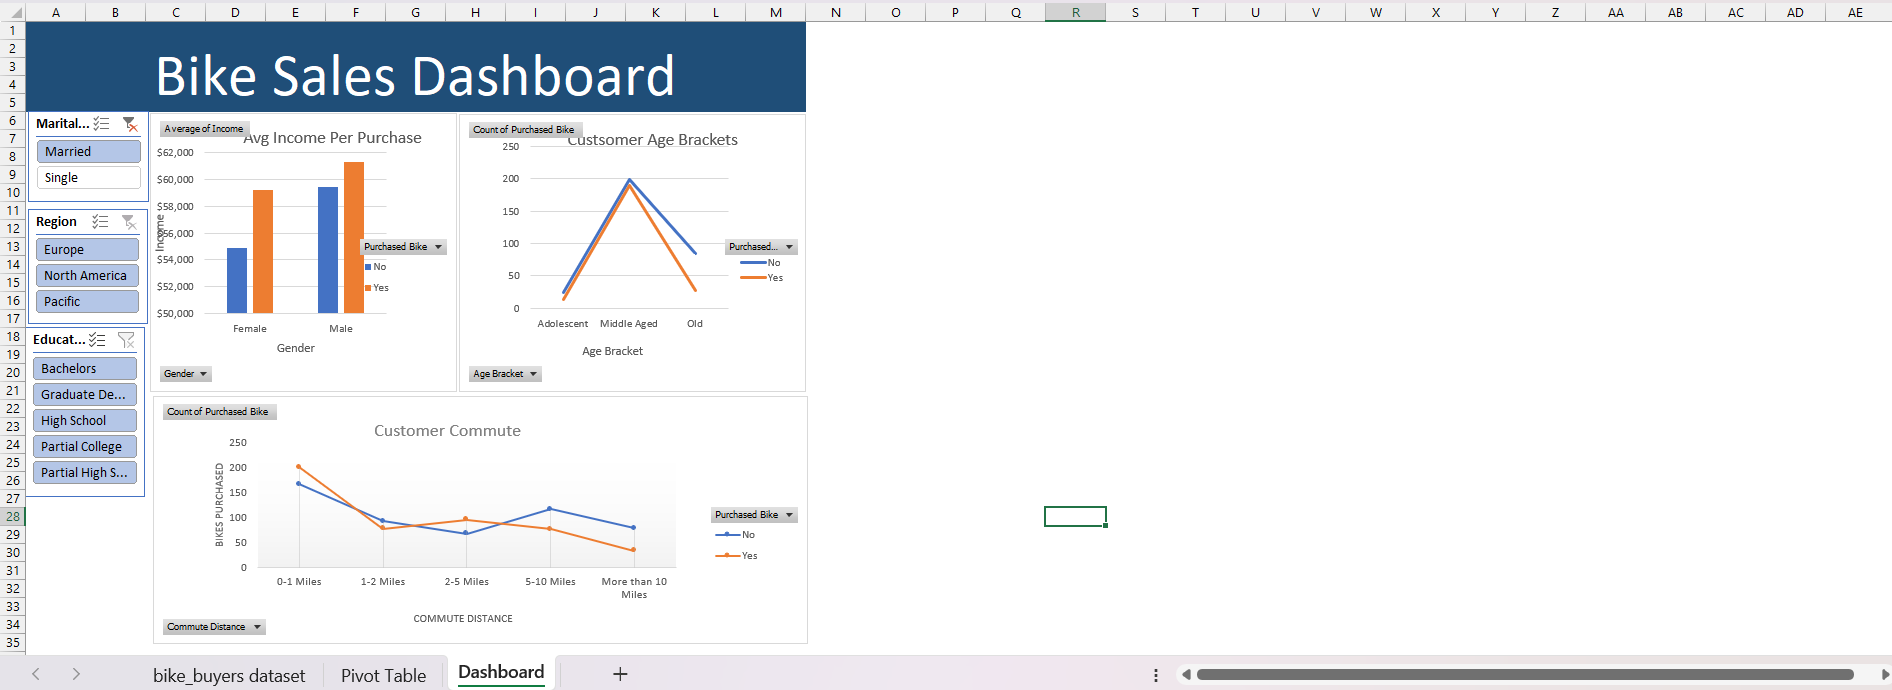 A B C D E F G H I J K L M N O P Q R S T U V W X Y Z AA AB AC AD AE
1
2
3
4
5
6
7
8
9
10
11
12
13
14
15
16
17
18
19
20
21
22
23
24
25
26
27
28
29
30
31
32
33
34
35
Bike Sales Dashboard
Marital...
Married
Single
Region
Europe
North America
Pacific
Educat...
Bachelors
Graduate De...
High School
Partial College
Partial High S...
Average of Income
Avg Income Per Purchase
$62,000
$60,000
$58,000
$56,000
$54,000
$52,000
$50,000
Income
Female Male
Gender
Purchased Bike
No
Yes
Gender
Count of Purchased Bike
Custsomer Age Brackets
250
200
150
100
50
0
Adolescent Middle Aged Old
Age Bracket
Purchased...
No
Yes
Age Bracket
Count of Purchased Bike
Customer Commute
250
200
150
100
50
0
BIKES PURCHASED
0-1 Miles 1-2 Miles 2-5 Miles 5-10 Miles More than 10
Miles
COMMUTE DISTANCE
Purchased Bike
No
Yes
Commute Distance
bike_buyers dataset Pivot Table Dashboard